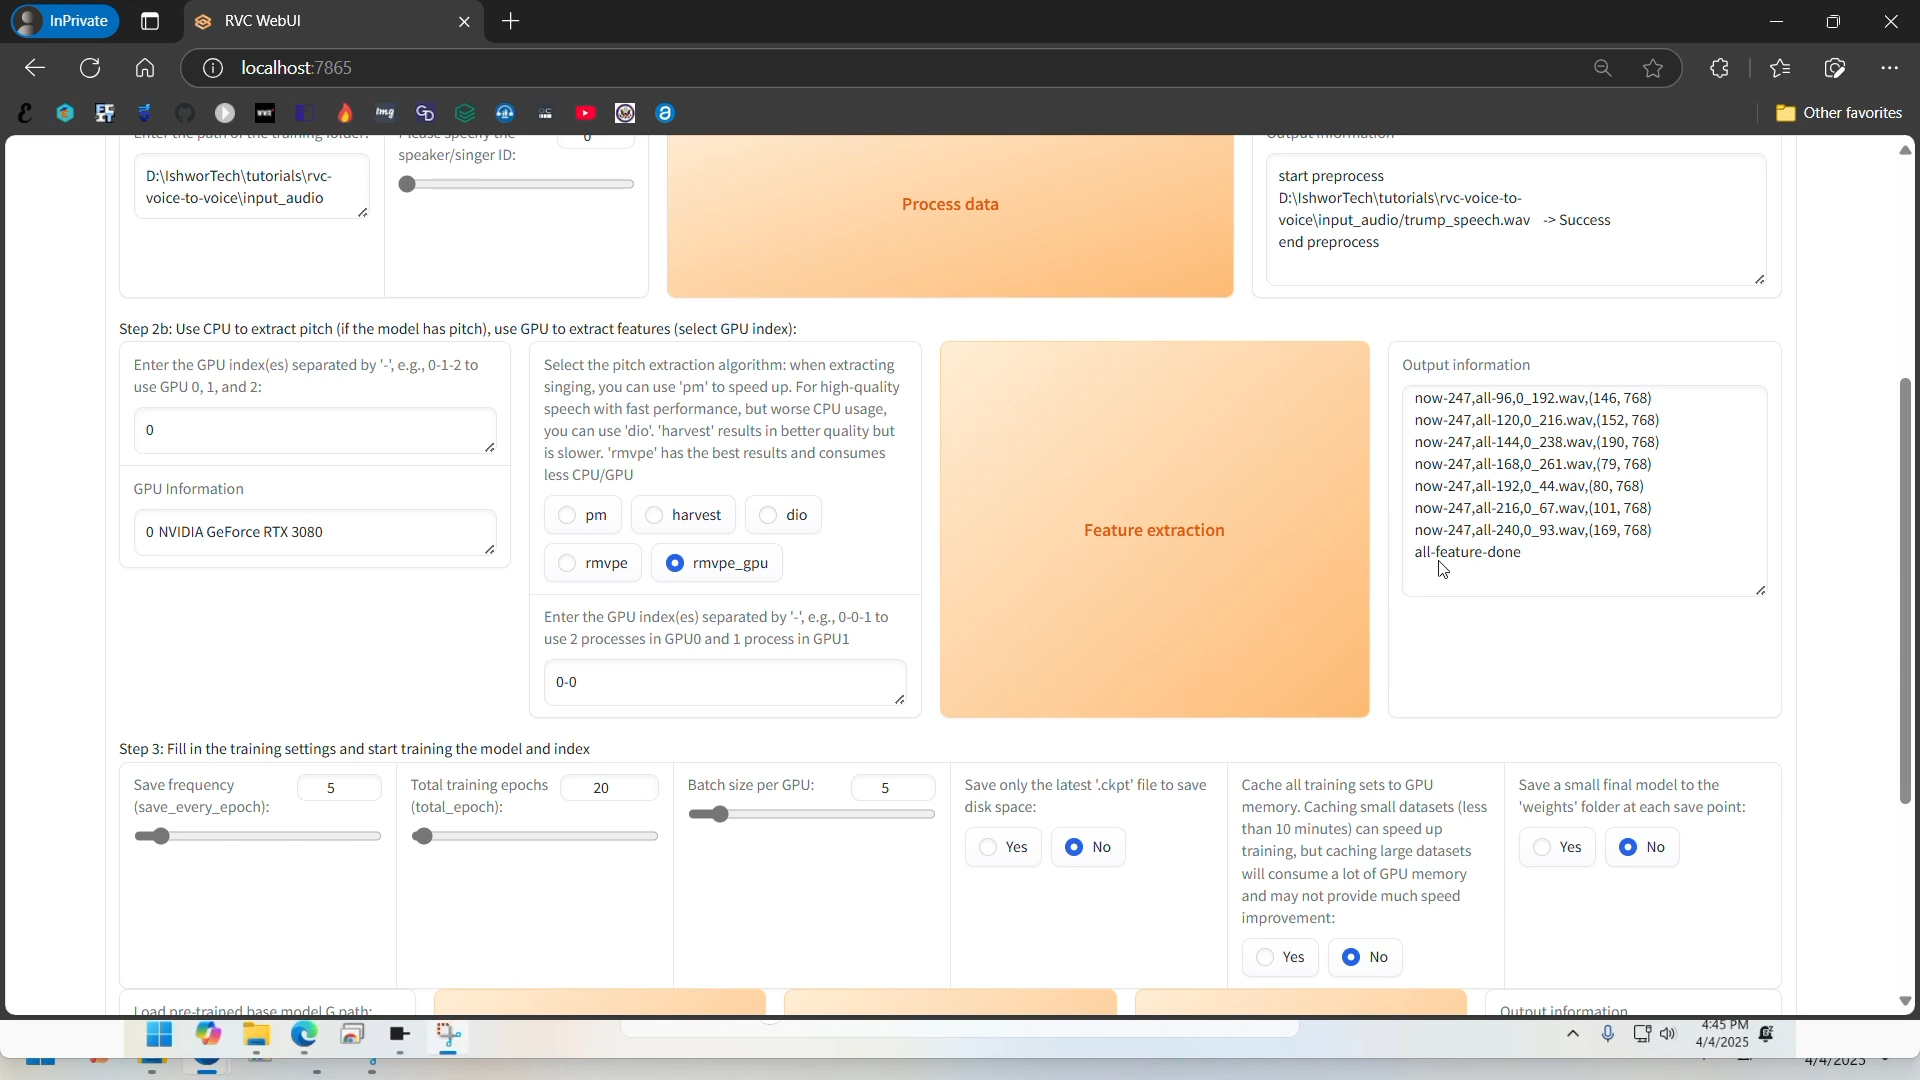 InPrivate
RVC WebUI
localhost:7865
Other favorites
Enter the path of the training folder:
D:\IshworTech\tutorials\rvc-
voice-to-voice\input_audio
Please specify the
speaker/singer ID:
0
Process data
Output information
start preprocess
D:\IshworTech\tutorials\rvc-voice-to-
voice\input_audio/trump_speech.wav -> Success
end preprocess
Step 2b: Use CPU to extract pitch (if the model has pitch), use GPU to extract features (select GPU index):
Enter the GPU index(es) separated by '-', e.g., 0-1-2 to
use GPU 0, 1, and 2:
0
GPU Information
0 NVIDIA GeForce RTX 3080
Select the pitch extraction algorithm: when extracting
singing, you can use 'pm' to speed up. For high-quality
speech with fast performance, but worse CPU usage,
you can use 'dio'. 'harvest' results in better quality but
is slower. 'rmvpe' has the best results and consumes
less CPU/GPU
pm
harvest
dio
rmvpe
rmvpe_gpu
Enter the GPU index(es) separated by '-', e.g., 0-0-1 to
use 2 processes in GPU0 and 1 process in GPU1
0-0
Feature extraction
Output information
now-247,all-96,0_192.wav,(146, 768)
now-247,all-120,0_216.wav,(152, 768)
now-247,all-144,0_238.wav,(190, 768)
now-247,all-168,0_261.wav,(79, 768)
now-247,all-192,0_44.wav,(80, 768)
now-247,all-216,0_67.wav,(101, 768)
now-247,all-240,0_93.wav,(169, 768)
all-feature-done
Step 3: Fill in the training settings and start training the model and index
Save frequency
(save_every_epoch):
5
Total training epochs
(total_epoch):
20
Batch size per GPU:
5
Save only the latest '.ckpt' file to save
disk space:
Yes
No
Cache all training sets to GPU
memory. Caching small datasets (less
than 10 minutes) can speed up
training, but caching large datasets
will consume a lot of GPU memory
and may not provide much speed
improvement:
Yes
No
Save a small final model to the
'weights' folder at each save point:
Yes
No
Load pre-trained base model G path:
Output information
4:45 PM
4/4/2025
4/4/2025